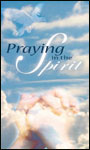 Praying
in the
Spirit